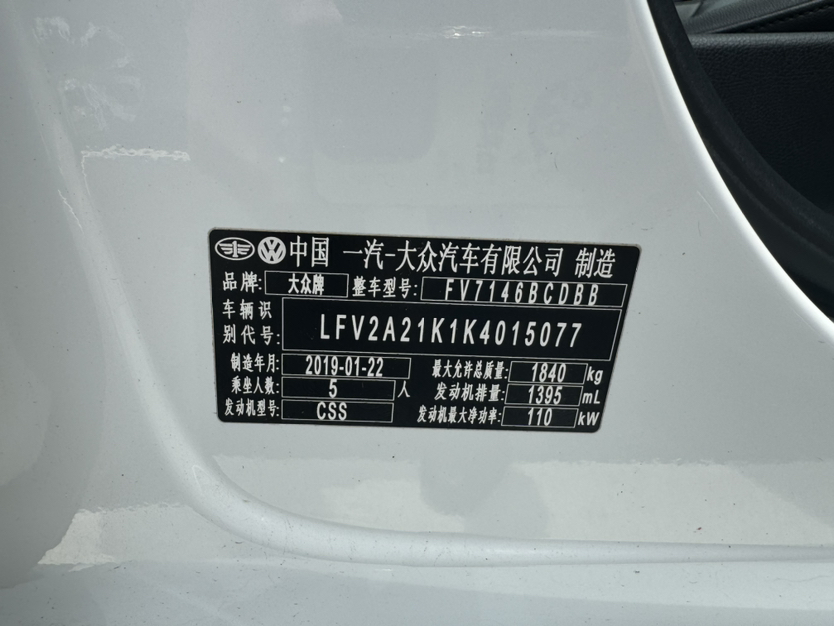 中国 一汽-大众汽车有限公司 制造
品牌: 大众牌 整车型号: FV7146BCDBB
车辆识别代号: LFV2A21K1K4015077
制造年月: 2019-01-22 最大允许总质量: 1840 kg
乘坐人数: 5 人 发动机排量: 1395 mL
发动机型号: CSS 发动机最大净功率: 110 kW